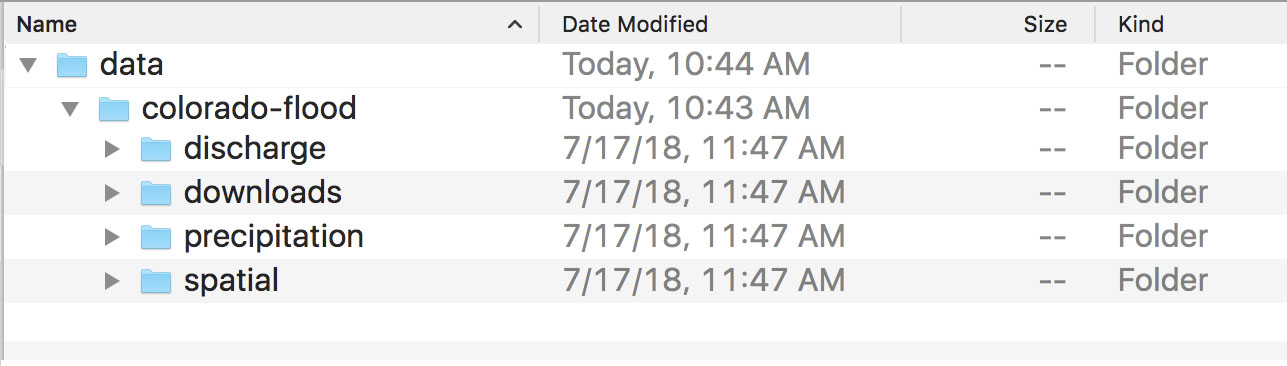 Name Date Modified Size Kind
data Today, 10:44 AM -- Folder
colorado-flood Today, 10:43 AM -- Folder
discharge 7/17/18, 11:47 AM -- Folder
downloads 7/17/18, 11:47 AM -- Folder
precipitation 7/17/18, 11:47 AM -- Folder
spatial 7/17/18, 11:47 AM -- Folder